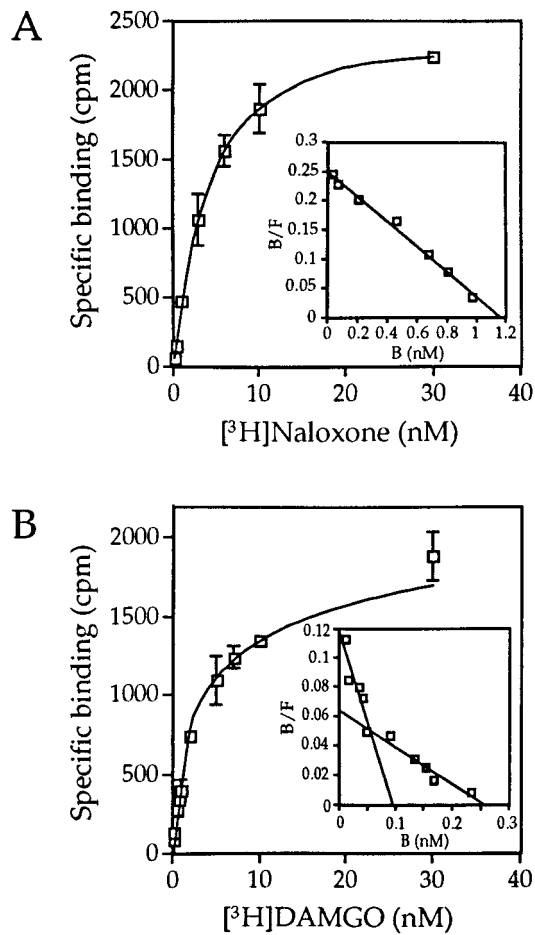 A
Specific binding (cpm)
2500
2000
1500
1000
500
0
0 10 20 30 40
[³H]Naloxone (nM)
B/F
0.3
0.25
0.2
0.15
0.1
0.05
0
0 0.2 0.4 0.6 0.8 1 1.2
B (nM)
B
Specific binding (cpm)
2000
1500
1000
500
0
0 10 20 30 40
[³H]DAMGO (nM)
B/F
0.12
0.1
0.08
0.06
0.04
0.02
0
0 0.1 0.2 0.3
B (nM)